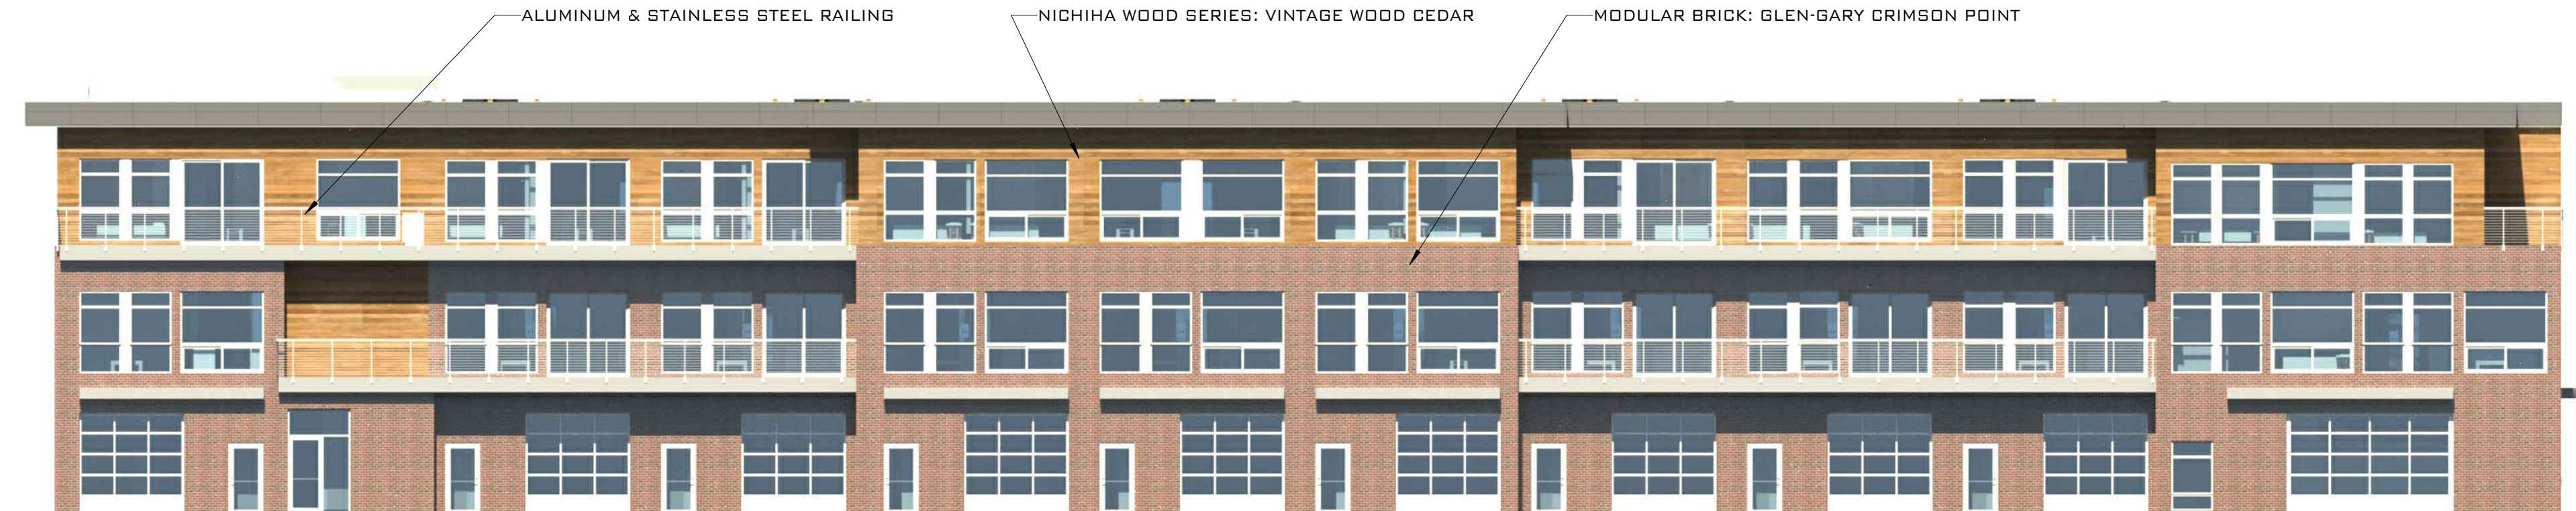 ALUMINUM & STAINLESS STEEL RAILING
NICHIHA WOOD SERIES: VINTAGE WOOD CEDAR
MODULAR BRICK: GLEN-GARY CRIMSON POINT